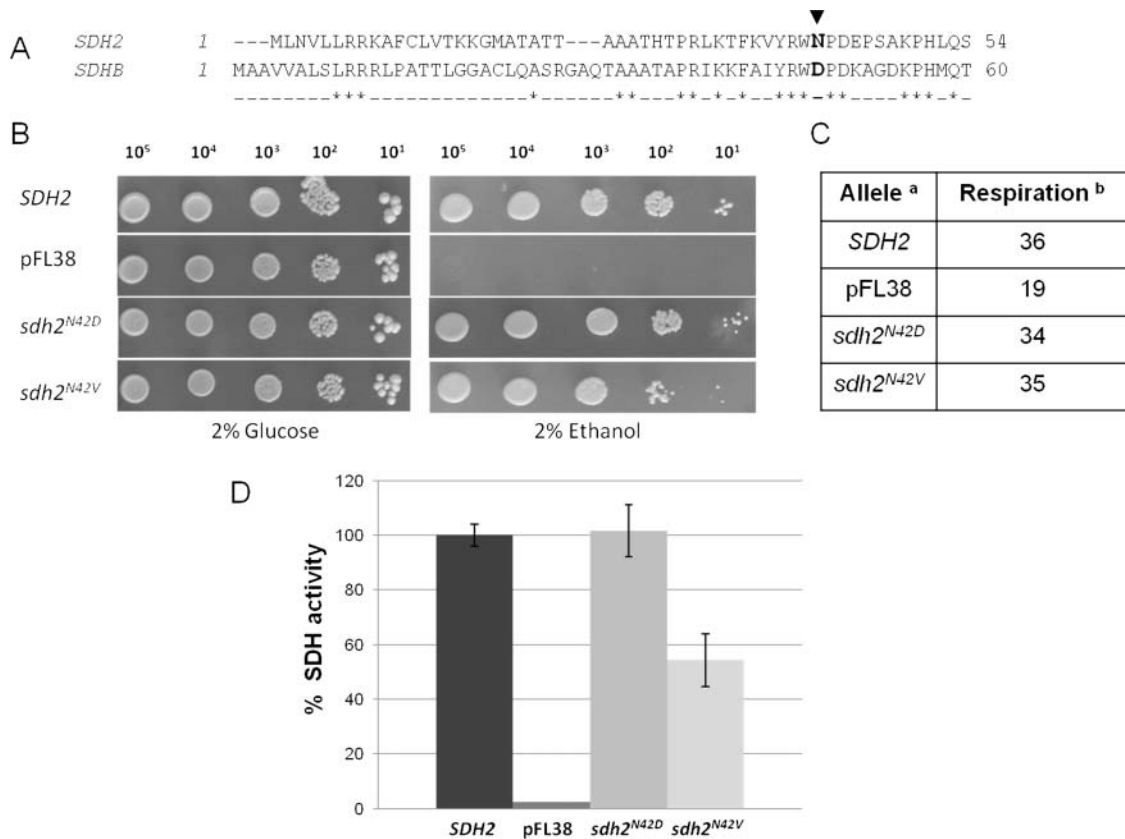 A
SDH2 1 ---MLNVLLRRKAFCLVTKKGMATATT---AAATHTPRLKTFKVYRWNPDEPSAKPHLQS 54
SDHB 1 MAAVVALSLRRRLPATTLGGACLQASRGAQTAAATAPRIKKFAIYRWDPDKAGDKPHMQT 60
--------***----------*------**---**-*-*--***-**----***-*-
B
10⁵ 10⁴ 10³ 10² 10¹ 10⁵ 10⁴ 10³ 10² 10¹
SDH2
pFL38
sdh2ᴺ⁴²ᴰ
sdh2ᴺ⁴²ⱽ
2% Glucose 2% Ethanol
C
Allele ᵃ Respiration ᵇ
SDH2 36
pFL38 19
sdh2ᴺ⁴²ᴰ 34
sdh2ᴺ⁴²ⱽ 35
D
% SDH activity
120
100
80
60
40
20
0
SDH2 pFL38 sdh2ᴺ⁴²ᴰ sdh2ᴺ⁴²ⱽ